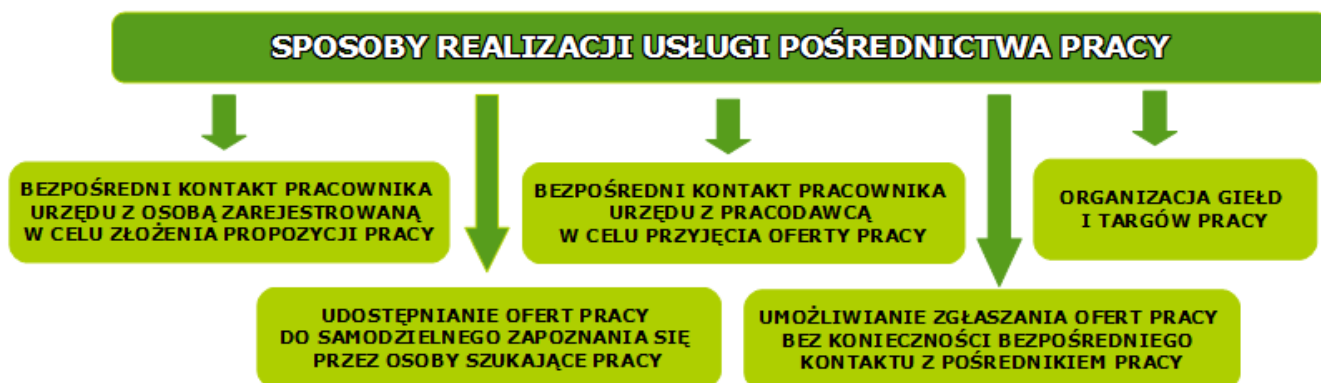 SPOSOBY REALIZACJI USŁUGI POŚREDNICTWA PRACY
BEZPOŚREDNI KONTAKT PRACOWNIKA
URZĘDU Z OSOBĄ ZAREJESTROWANĄ
W CELU ZŁOŻENIA PROPOZYCJI PRACY
UDOSTĘPNIANIE OFERT PRACY
DO SAMODZIELNEGO ZAPOZNANIA SIĘ
PRZEZ OSOBY SZUKAJĄCE PRACY
BEZPOŚREDNI KONTAKT PRACOWNIKA
URZĘDU Z PRACODAWCĄ
W CELU PRZYJĘCIA OFERTY PRACY
UMOŻLIWIANIE ZGŁASZANIA OFERT PRACY
BEZ KONIECZNOŚCI BEZPOŚREDNIEGO
KONTAKTU Z POŚREDNIKIEM PRACY
ORGANIZACJA GIEŁD
I TARGÓW PRACY